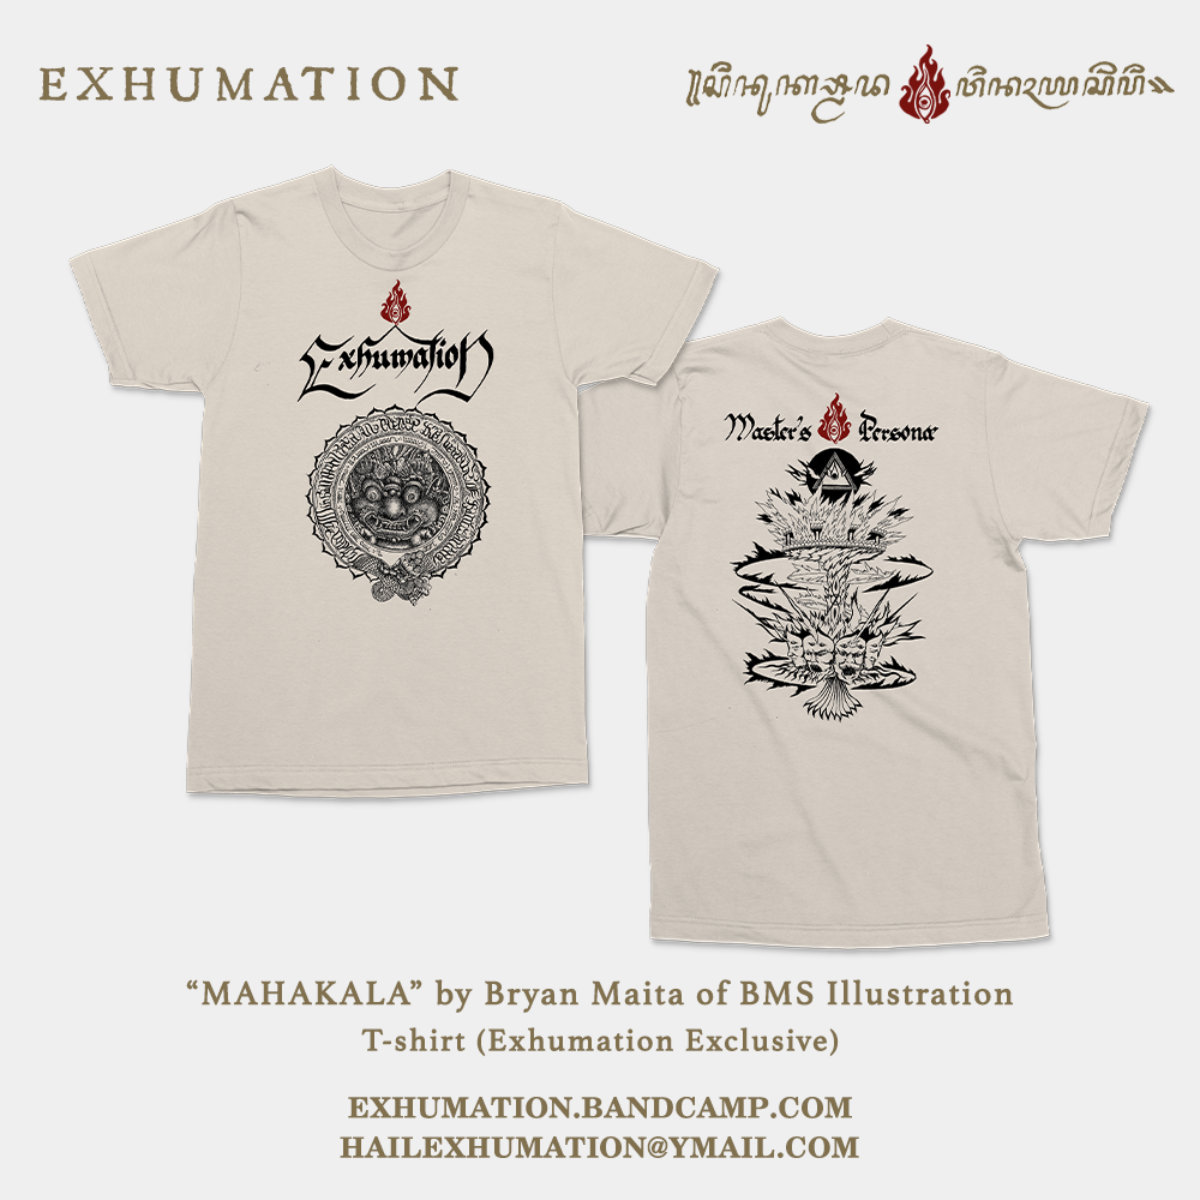 EXHUMATION
Exhumation
Master's Personæ
“MAHAKALA” by Bryan Maita of BMS Illustration
T-shirt (Exhumation Exclusive)
EXHUMATION.BANDCAMP.COM
HAILEXHUMATION@YMAIL.COM